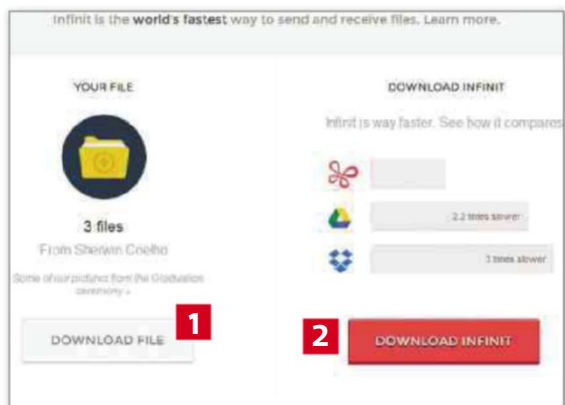 Infinit is the world's fastest way to send and receive files. Learn more.
YOUR FILE
3 files
From Sherwin Coelho
Some of our pictures from the Graduation
ceremony
DOWNLOAD FILE
1
DOWNLOAD INFINIT
Infinit is way faster. See how it compares
2.2 times slower
3 times slower
2
DOWNLOAD INFINIT